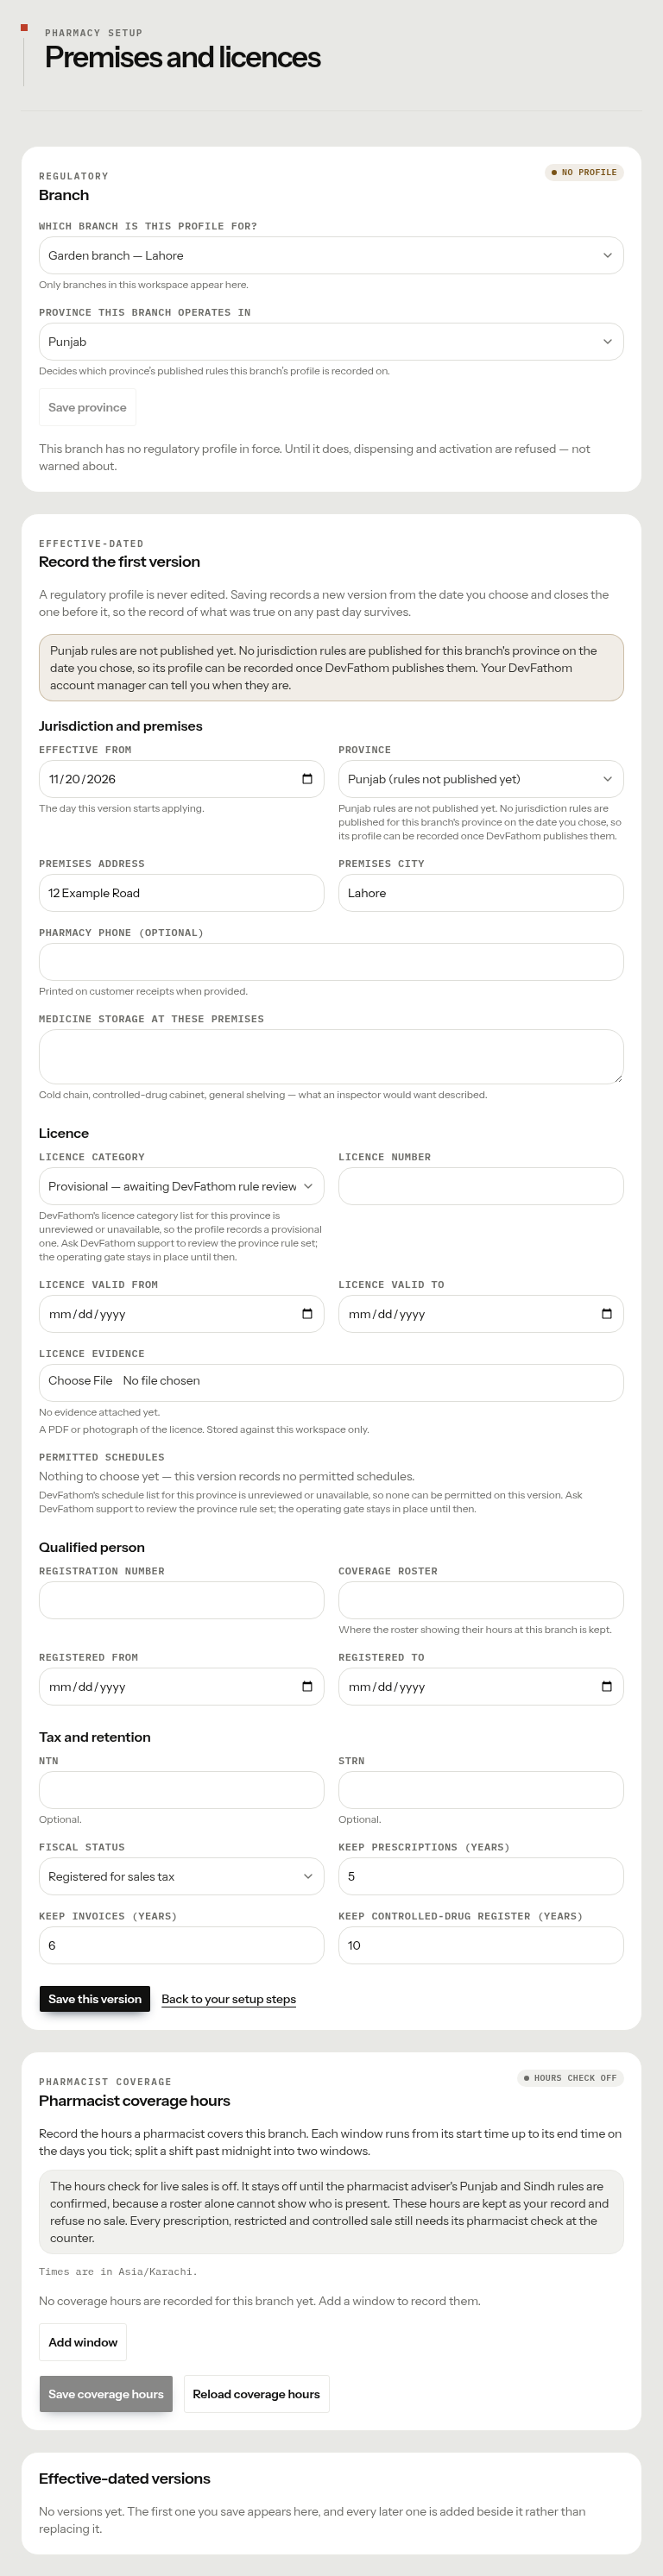 PHARMACY SETUP
Premises and licences
REGULATORY
NO PROFILE
Branch
WHICH BRANCH IS THIS PROFILE FOR?
Garden branch — Lahore
Only branches in this workspace appear here.
PROVINCE THIS BRANCH OPERATES IN
Punjab
Decides which province's published rules this branch's profile is recorded on.
Save province
This branch has no regulatory profile in force. Until it does, dispensing and activation are refused — not
warned about.
EFFECTIVE-DATED
Record the first version
A regulatory profile is never edited. Saving records a new version from the date you choose and closes the
one before it, so the record of what was true on any past day survives.
Punjab rules are not published yet. No jurisdiction rules are published for this branch's province on the
date you chose, so its profile can be recorded once DevFathom publishes them. Your DevFathom
account manager can tell you when they are.
Jurisdiction and premises
EFFECTIVE FROM
PROVINCE
11/20/2026
Punjab (rules not published yet)
The day this version starts applying.
Punjab rules are not published yet. No jurisdiction rules are
published for this branch's province on the date you chose, so
its profile can be recorded once DevFathom publishes them.
PREMISES ADDRESS
PREMISES CITY
12 Example Road
Lahore
PHARMACY PHONE (OPTIONAL)
Printed on customer receipts when provided.
MEDICINE STORAGE AT THESE PREMISES
Cold chain, controlled-drug cabinet, general shelving — what an inspector would want described.
Licence
LICENCE CATEGORY
LICENCE NUMBER
Provisional — awaiting DevFathom rule review
DevFathom's licence category list for this province is
unreviewed or unavailable, so the profile records a provisional
one. Ask DevFathom support to review the province rule set;
the operating gate stays in place until then.
LICENCE VALID FROM
LICENCE VALID TO
mm/dd/yyyy
mm/dd/yyyy
LICENCE EVIDENCE
Choose File No file chosen
No evidence attached yet.
A PDF or photograph of the licence. Stored against this workspace only.
PERMITTED SCHEDULES
Nothing to choose yet — this version records no permitted schedules.
DevFathom's schedule list for this province is unreviewed or unavailable, so none can be permitted on this version. Ask
DevFathom support to review the province rule set; the operating gate stays in place until then.
Qualified person
REGISTRATION NUMBER
COVERAGE ROSTER
Where the roster showing their hours at this branch is kept.
REGISTERED FROM
REGISTERED TO
mm/dd/yyyy
mm/dd/yyyy
Tax and retention
NTN
STRN
Optional.
Optional.
FISCAL STATUS
KEEP PRESCRIPTIONS (YEARS)
Registered for sales tax
5
KEEP INVOICES (YEARS)
KEEP CONTROLLED-DRUG REGISTER (YEARS)
6
10
Save this version
Back to your setup steps
PHARMACIST COVERAGE
HOURS CHECK OFF
Pharmacist coverage hours
Record the hours a pharmacist covers this branch. Each window runs from its start time up to its end time on
the days you tick; split a shift past midnight into two windows.
The hours check for live sales is off. It stays off until the pharmacist adviser's Punjab and Sindh rules are
confirmed, because a roster alone cannot show who is present. These hours are kept as your record and
refuse no sale. Every prescription, restricted and controlled sale still needs its pharmacist check at the
counter.
Times are in Asia/Karachi.
No coverage hours are recorded for this branch yet. Add a window to record them.
Add window
Save coverage hours
Reload coverage hours
Effective-dated versions
No versions yet. The first one you save appears here, and every later one is added beside it rather than
replacing it.